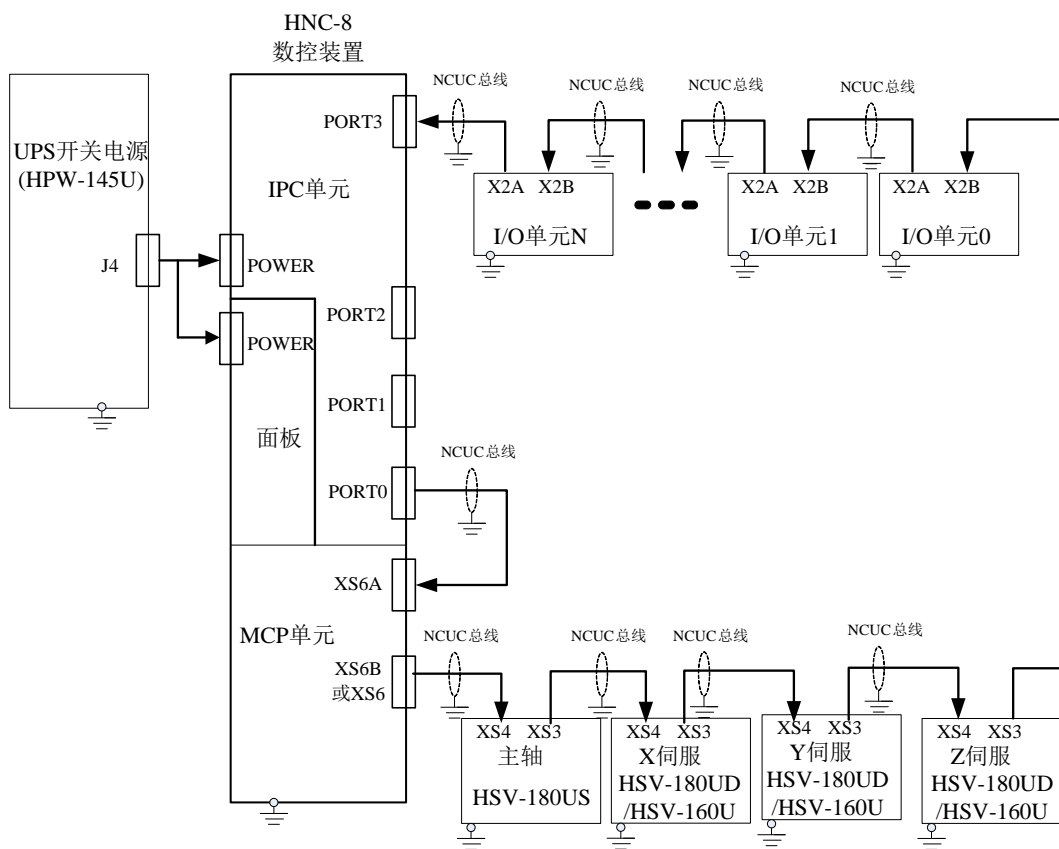 HNC-8
数控装置
UPS开关电源
(HPW-145U)
J4
PORT3
IPC单元
POWER
POWER
PORT2
PORT1
面板
PORT0
XS6A
MCP单元
XS6B
或XS6
NCUC总线
NCUC总线
NCUC总线
NCUC总线
X2A X2B
I/O单元N
X2A X2B
I/O单元1
X2A X2B
I/O单元0
NCUC总线
NCUC总线
NCUC总线
NCUC总线
NCUC总线
XS4 XS3
主轴
HSV-180US
XS4 XS3
X伺服
HSV-180UD
/HSV-160U
XS4 XS3
Y伺服
HSV-180UD
/HSV-160U
XS4 XS3
Z伺服
HSV-180UD
/HSV-160U